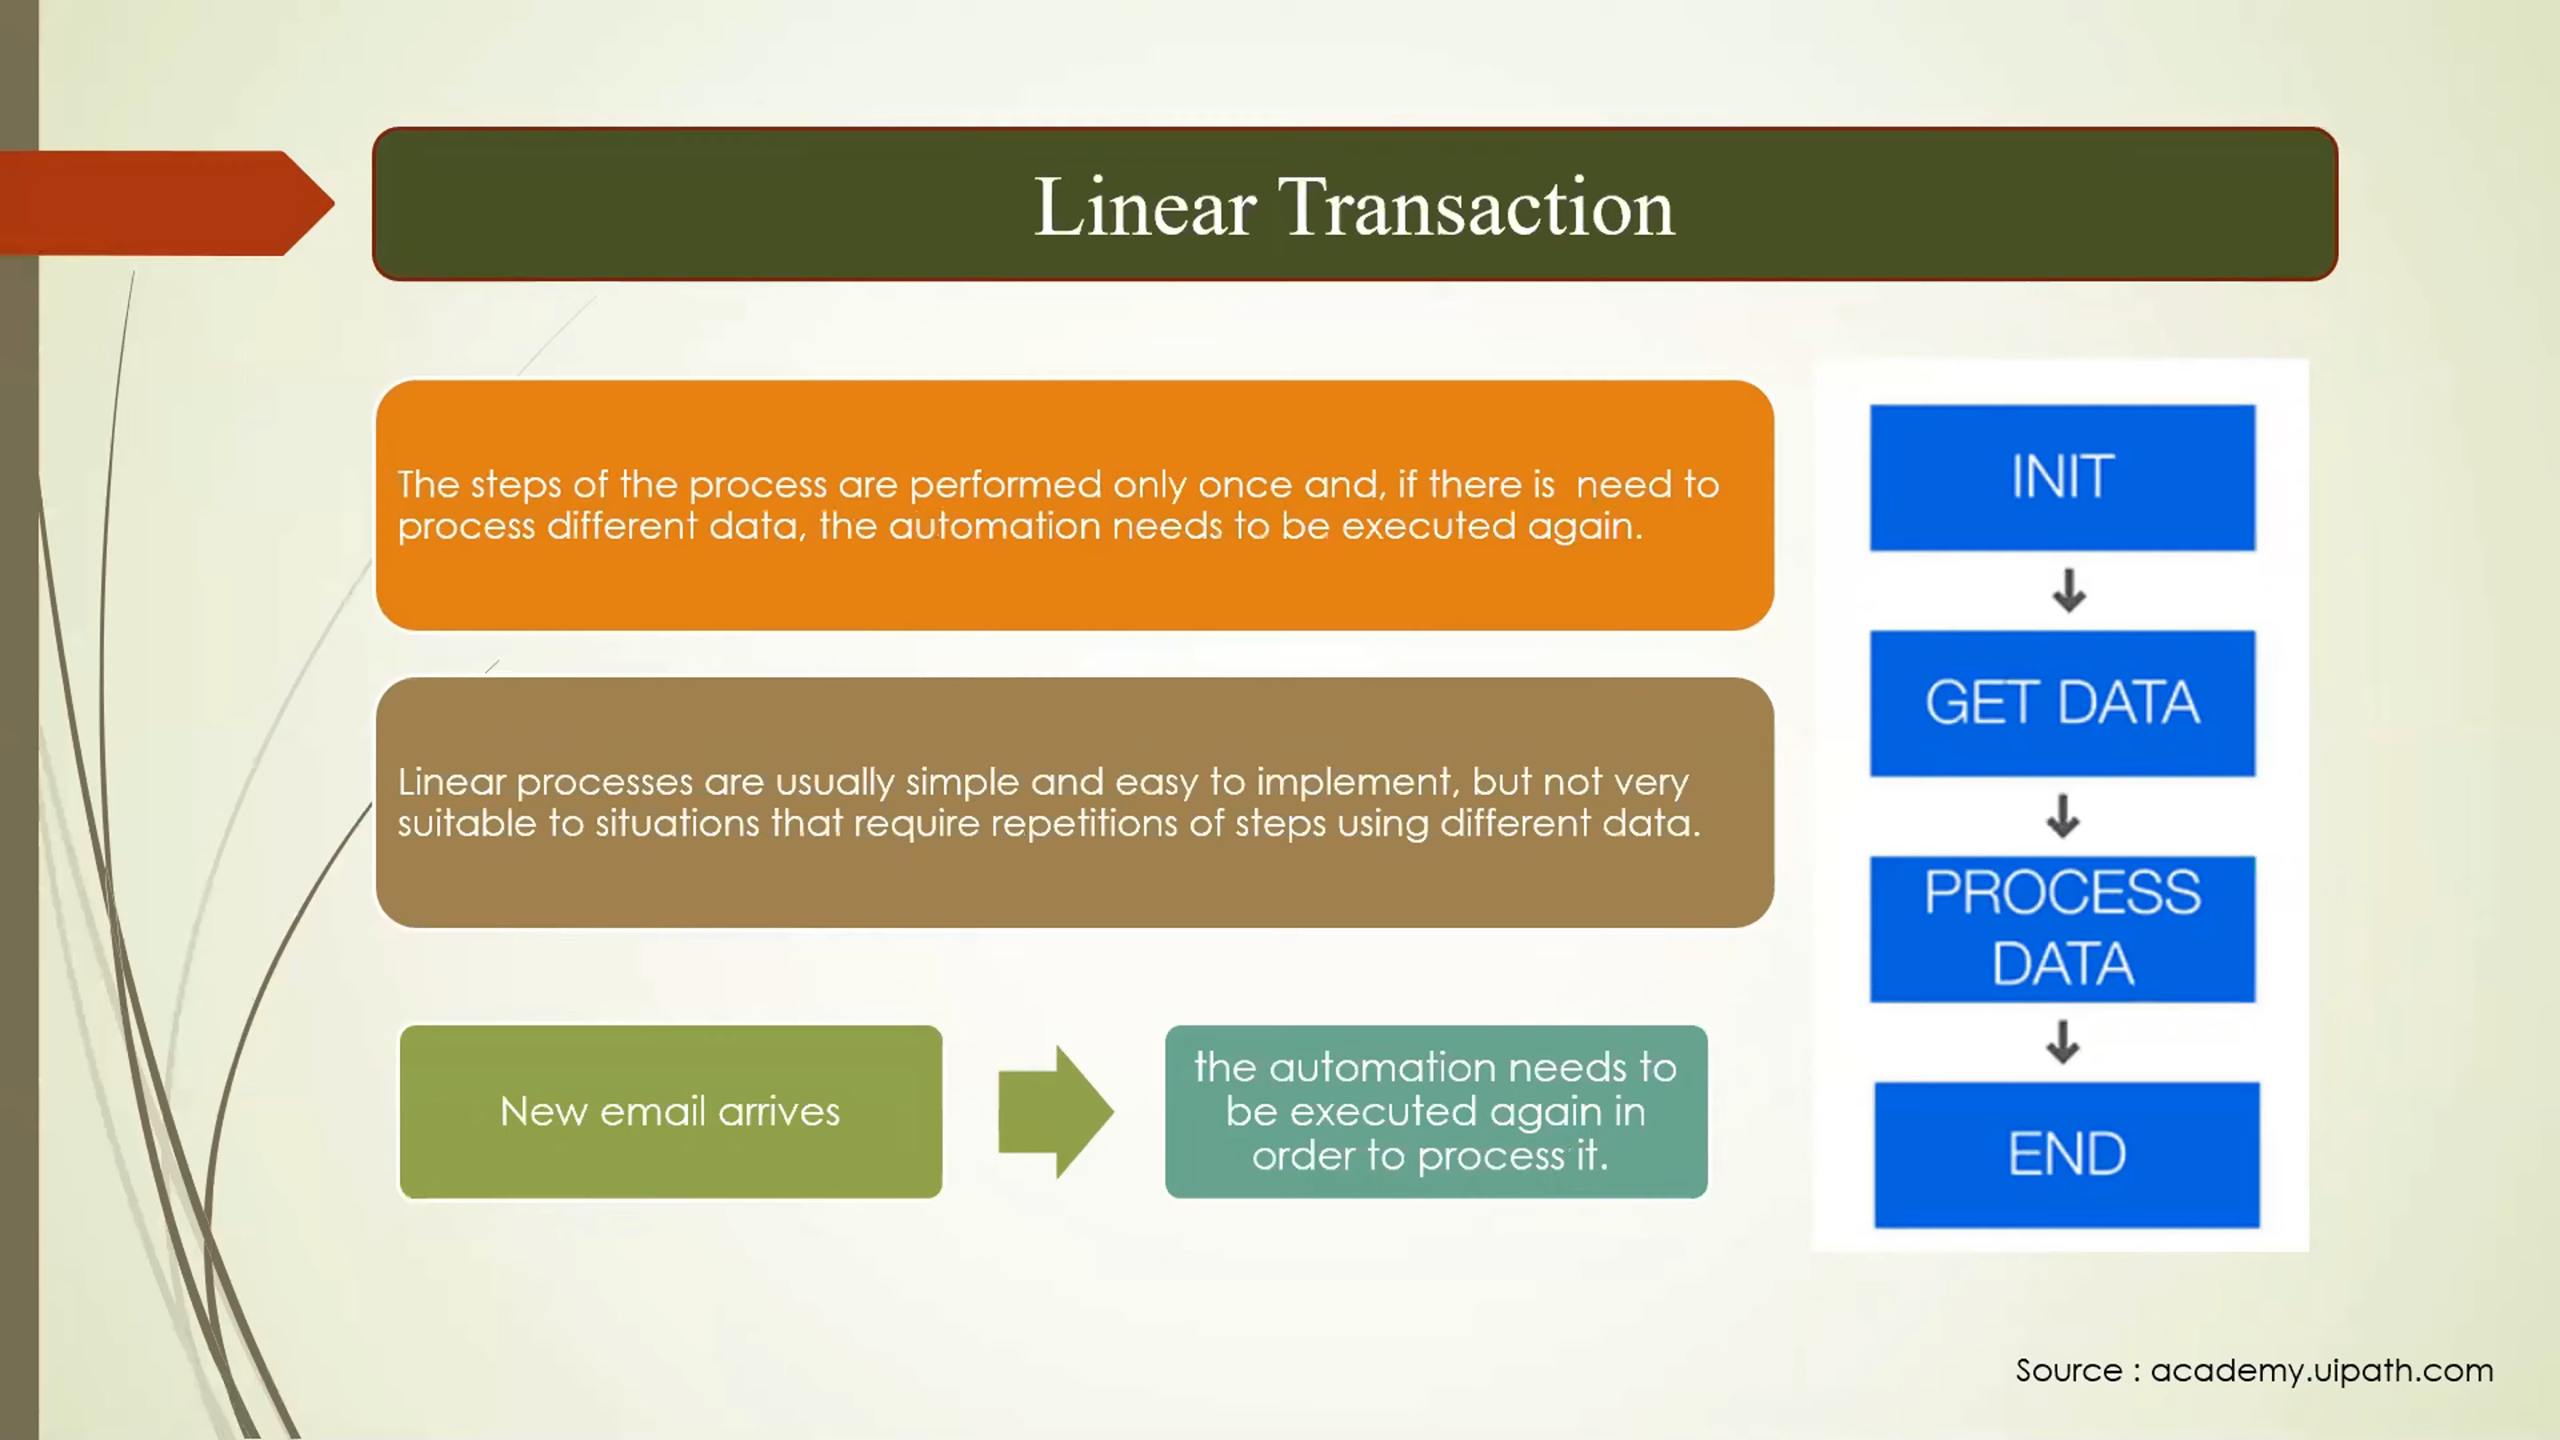 Linear Transaction
The steps of the process are performed only once and, if there is  need to
process different data, the automation needs to be executed again.
Linear processes are usually simple and easy to implement, but not very
suitable to situations that require repetitions of steps using different data.
New email arrives
the automation needs to
be executed again in
order to process it.
INIT
GET DATA
PROCESS
DATA
END
Source : academy.uipath.com